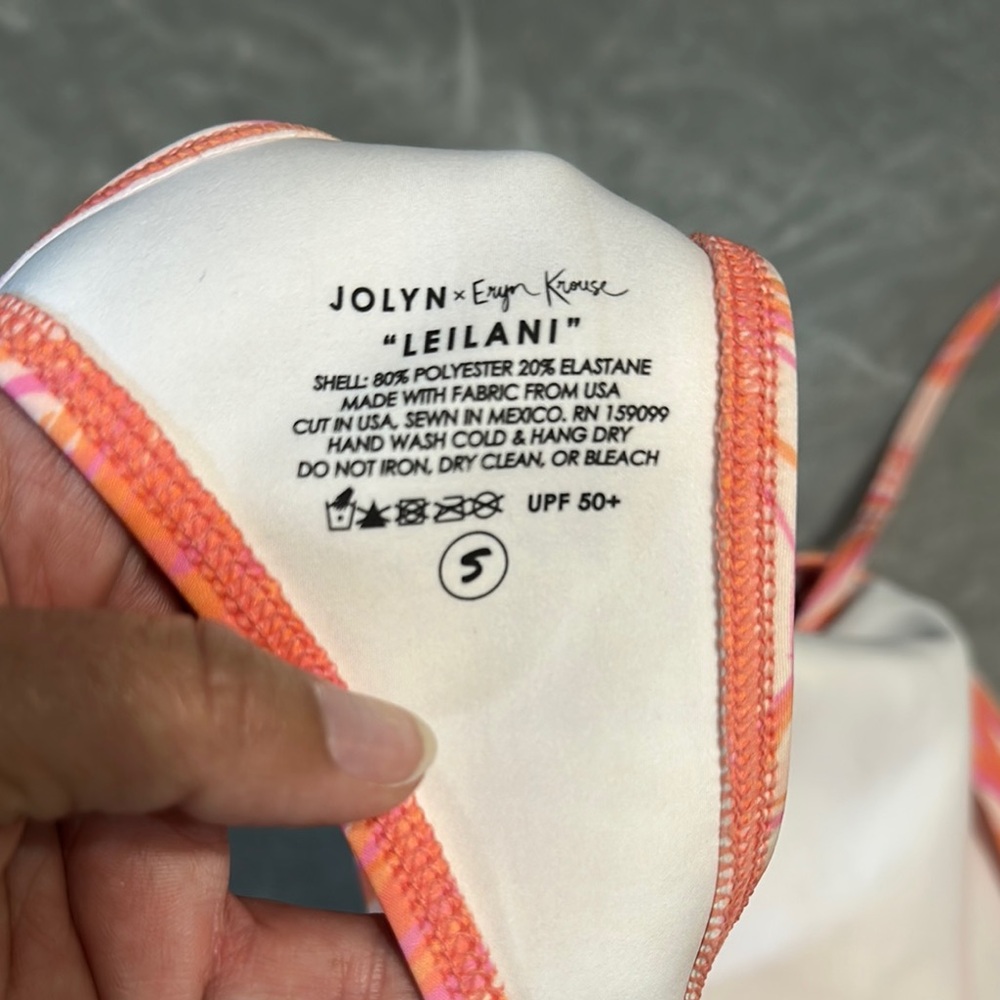 JOLYN × Eryn Krouse
"LEILANI"
SHELL: 80% POLYESTER 20% ELASTANE
MADE WITH FABRIC FROM USA
CUT IN USA, SEWN IN MEXICO. RN 159099
HAND WASH COLD & HANG DRY
DO NOT IRON, DRY CLEAN, OR BLEACH
UPF 50+
S